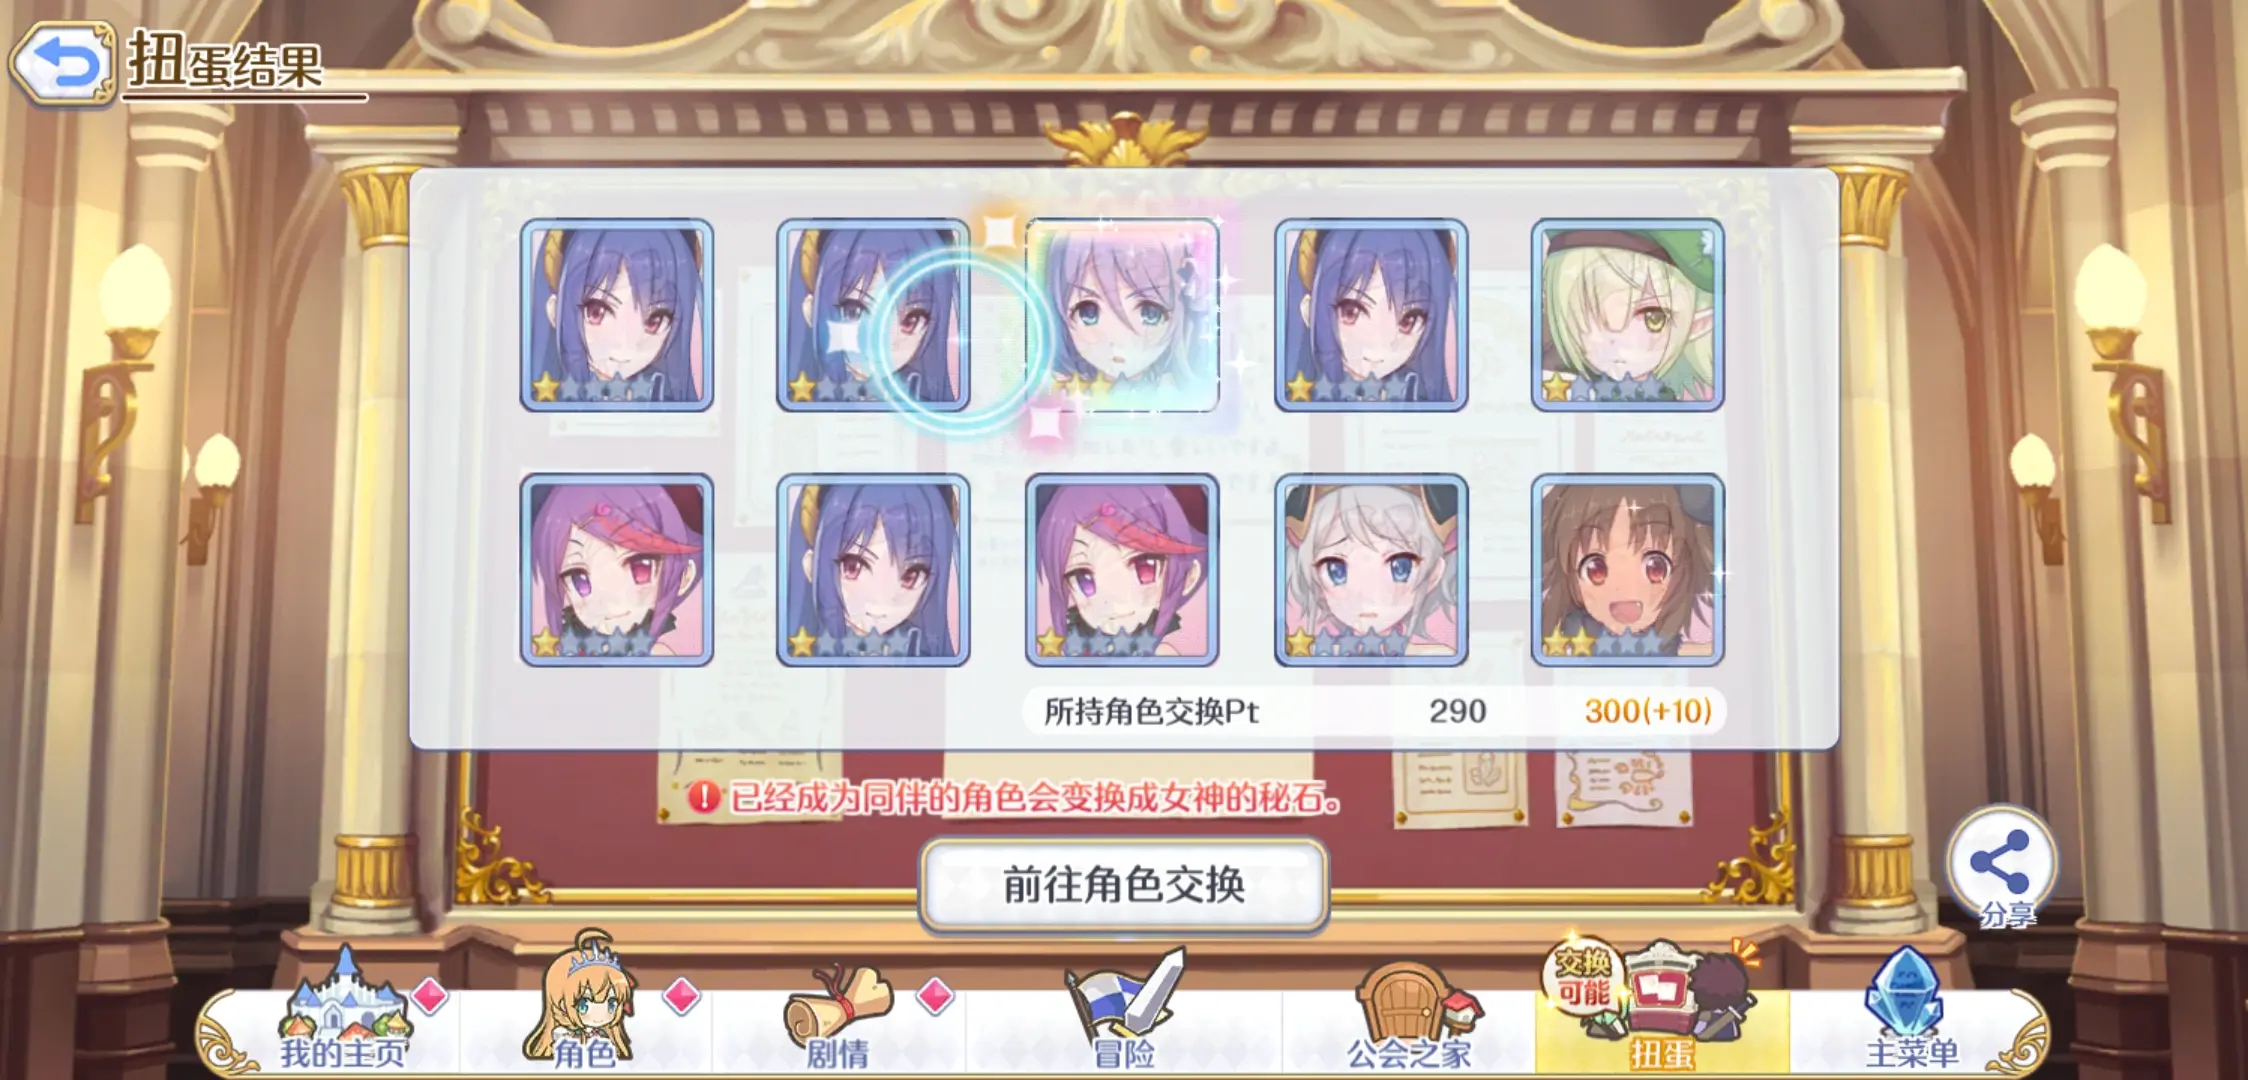 扭蛋结果
所持角色交换Pt 290 300(+10)
已经成为同伴的角色会变换成女神的秘石。
前往角色交换
分享
交换
可能
我的主页
角色
剧情
冒险
公会之家
扭蛋
主菜单